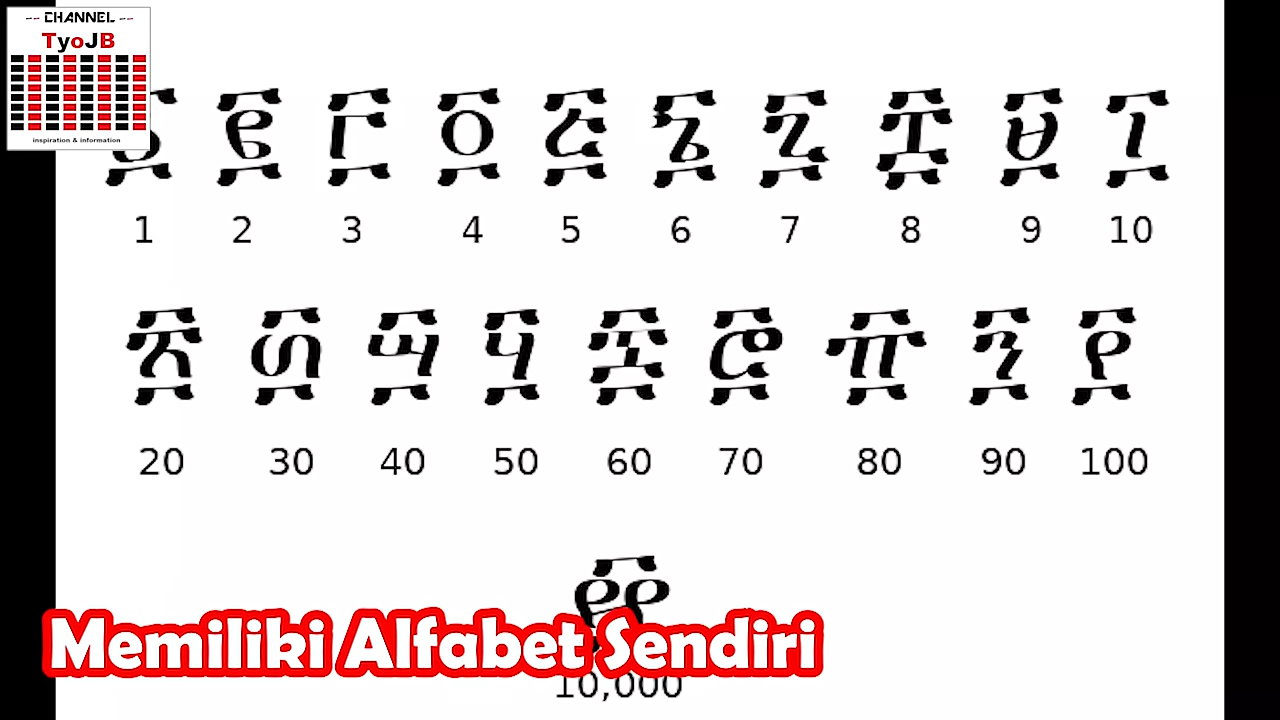 -- CHANNEL --
TyoJB
inspiration & information
፩ ፪ ፫ ፬ ፭ ፮ ፯ ፰ ፱ ፲
1 2 3 4 5 6 7 8 9 10
፳ ፴ ፵ ፶ ፷ ፸ ፹ ፺ ፻
20 30 40 50 60 70 80 90 100
፼
Memiliki Alfabet Sendiri
10,000